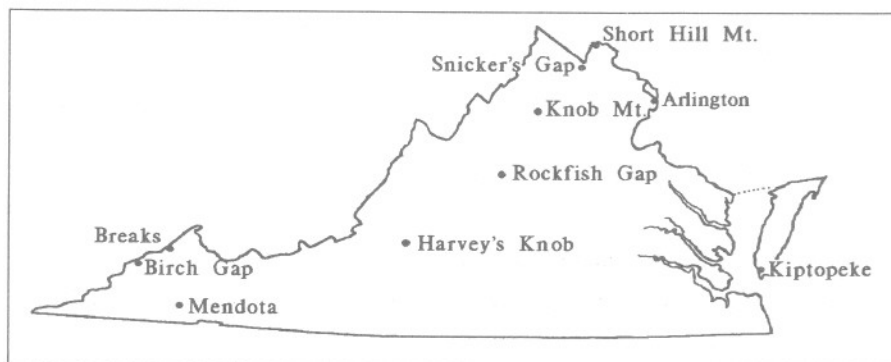 Short Hill Mt.
Snicker's Gap
Arlington
Knob Mt.
Rockfish Gap
Breaks
Harvey's Knob
Birch Gap
Kiptopeke
Mendota